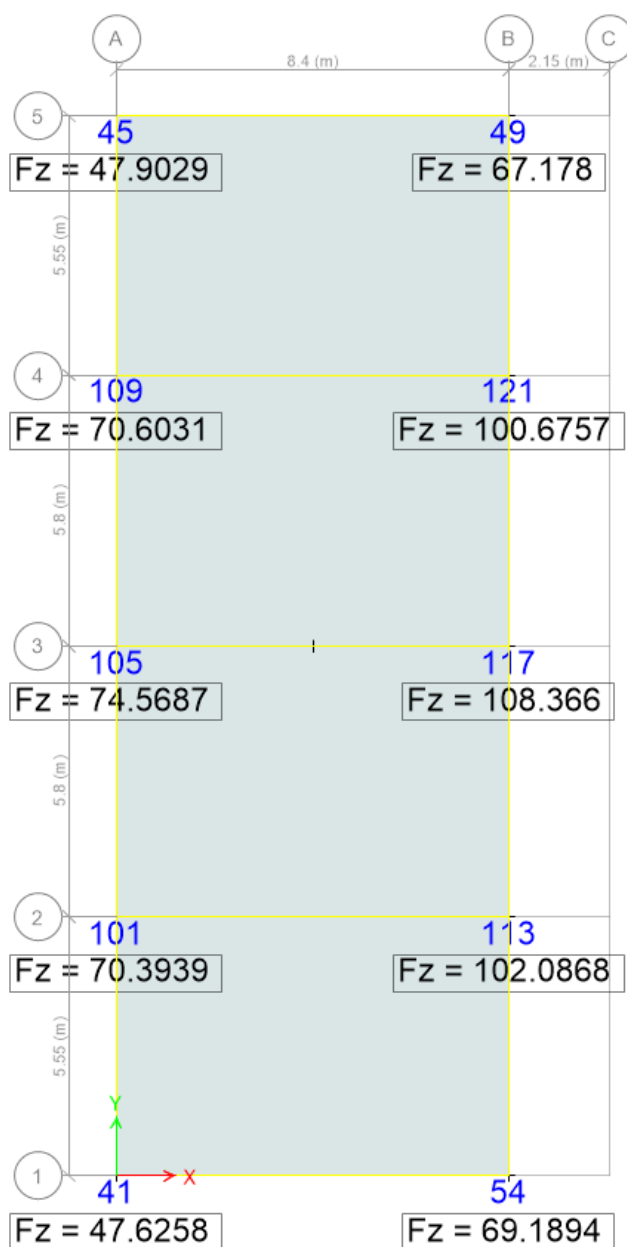 A B C
8.4 (m) 2.15 (m)
5
45 49
Fz = 47.9029 Fz = 67.178
5.55 (m)
4
109 121
Fz = 70.6031 Fz = 100.6757
5.8 (m)
3
105 117
Fz = 74.5687 Fz = 108.366
5.8 (m)
2
101 113
Fz = 70.3939 Fz = 102.0868
5.55 (m)
Y
1 X
41 54
Fz = 47.6258 Fz = 69.1894